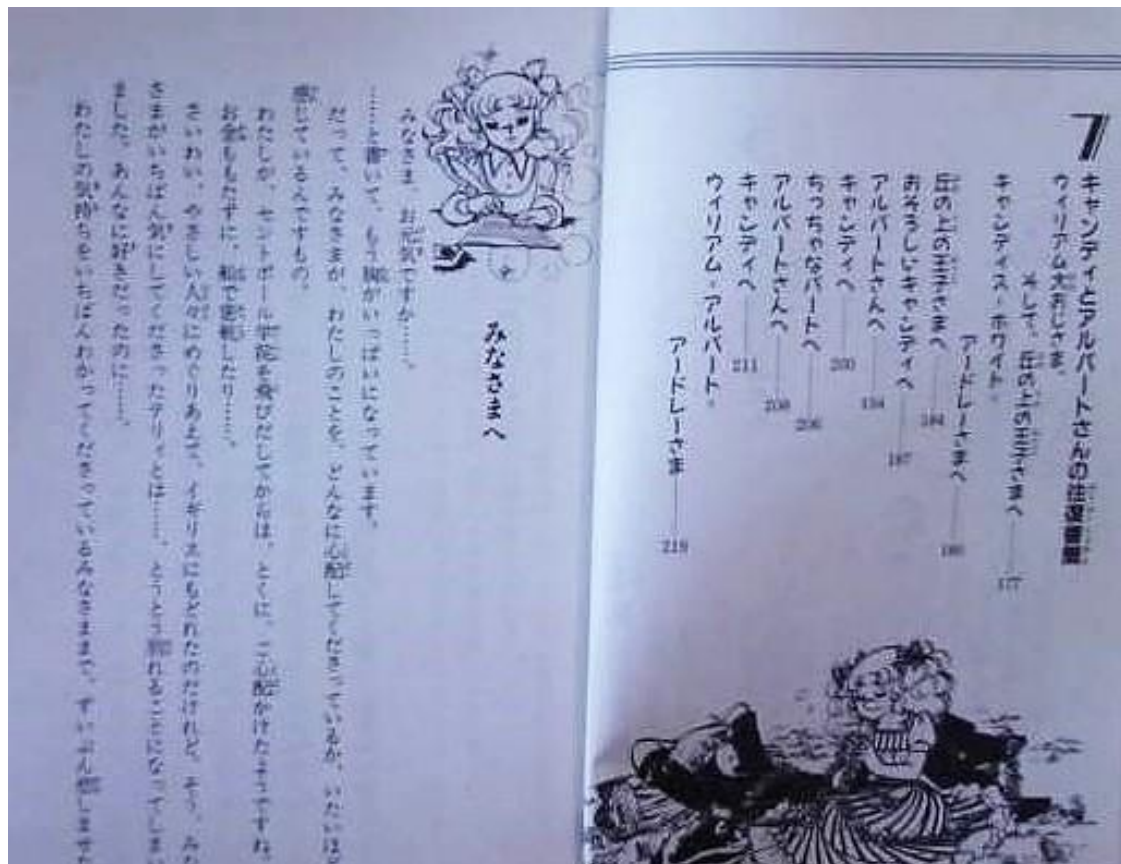 7
キャンディとアルバートさんの往復書簡
ウィリアム大おじさま。
そして、丘の上の王子さまへ
177
キャンディス・ホワイト・
アードレーさまへ
180
丘の上の王子さまへ
184
おそろしいキャンディへ
187
アルバートさんへ
194
キャンディへ
200
ちっちゃなバートへ
206
アルバートさんへ
208
キャンディへ
211
ウィリアム・アルバート・
アードレーさま
219
みなさまへ
みなさま、お元気ですか……。
……と書いて、もう胸がいっぱいになっています。
だって、みなさまが、わたしのことを、どんなに心配してくださっているか、いたいほど
感じているんですもの。
わたしが、セントポール学院を飛びだしてからは、とくに、ご心配かけたそうですね。
お金ももたずに、船で密航したり……。
さいわい、やさしい人々にめぐりあえて、イギリスにもどれたのだけれど、そう、みな
さまがいちばん気にしてくださったテリィとは……、とうとう別れることになってしまい
ました。あんなに好きだったのに……。
わたしの気持ちをいちばんわかってくださっているみなさままで、ずいぶん悲しませた